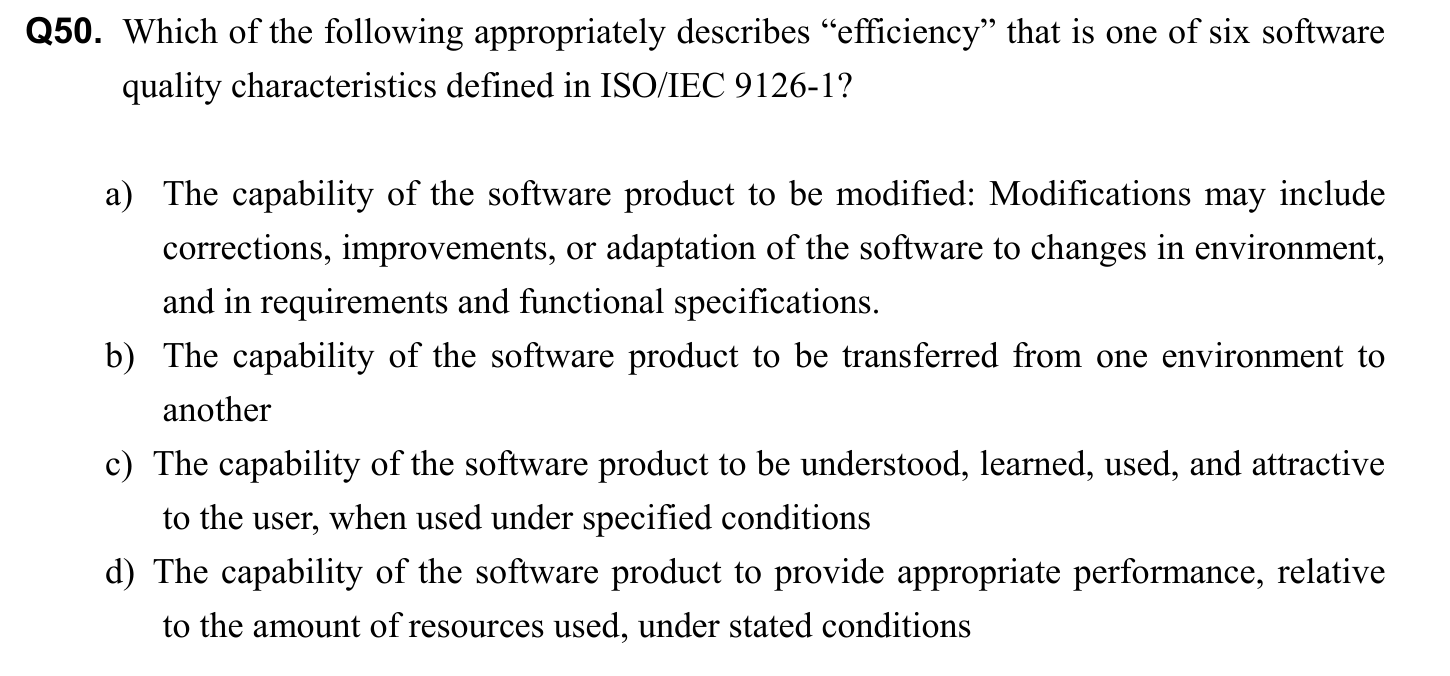 Q50. Which of the following appropriately describes “efficiency” that is one of six software
quality characteristics defined in ISO/IEC 9126-1?
a) The capability of the software product to be modified: Modifications may include
corrections, improvements, or adaptation of the software to changes in environment,
and in requirements and functional specifications.
b) The capability of the software product to be transferred from one environment to
another
c) The capability of the software product to be understood, learned, used, and attractive
to the user, when used under specified conditions
d) The capability of the software product to provide appropriate performance, relative
to the amount of resources used, under stated conditions